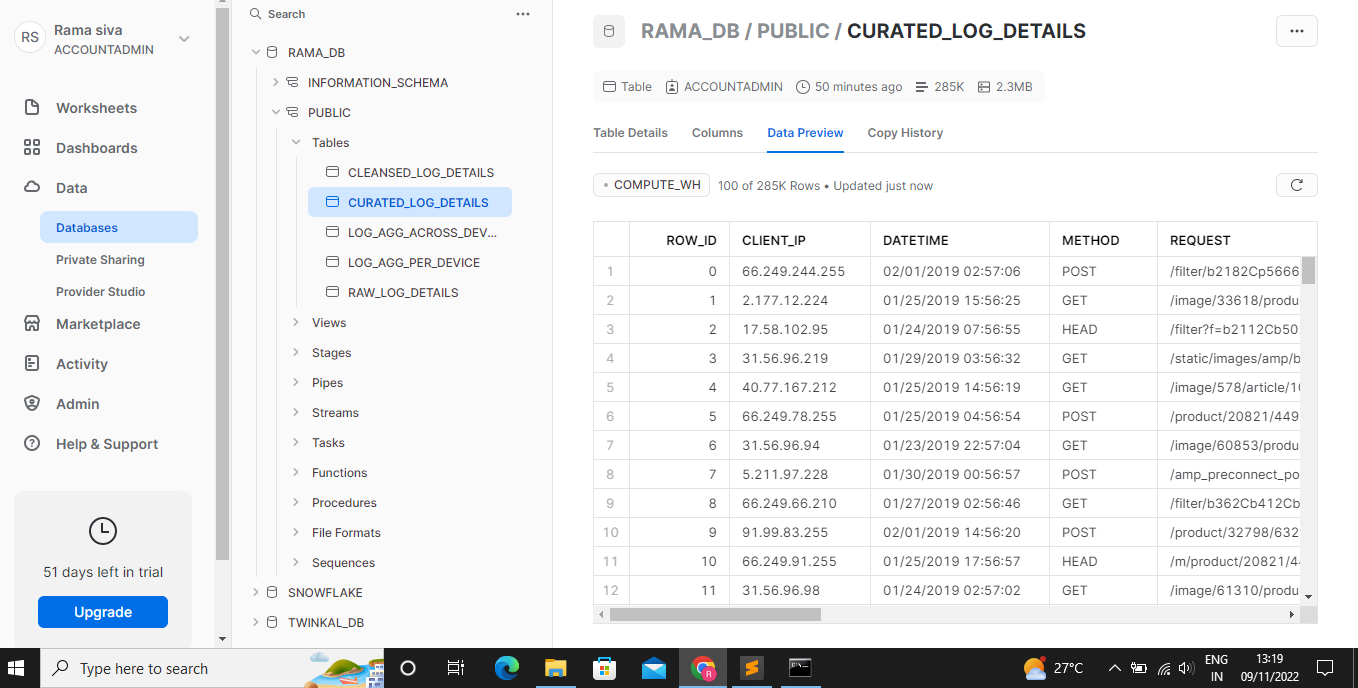 RS
Rama siva
ACCOUNTADMIN
Worksheets
Dashboards
Data
Databases
Private Sharing
Provider Studio
Marketplace
Activity
Admin
Help & Support
51 days left in trial
Upgrade
Search
RAMA_DB
INFORMATION_SCHEMA
PUBLIC
Tables
CLEANSED_LOG_DETAILS
CURATED_LOG_DETAILS
LOG_AGG_ACROSS_DEV...
LOG_AGG_PER_DEVICE
RAW_LOG_DETAILS
Views
Stages
Pipes
Streams
Tasks
Functions
Procedures
File Formats
Sequences
SNOWFLAKE
TWINKAL_DB
RAMA_DB / PUBLIC / CURATED_LOG_DETAILS
Table ACCOUNTADMIN 50 minutes ago 285K 2.3MB
Table Details Columns Data Preview Copy History
COMPUTE_WH 100 of 285K Rows • Updated just now
ROW_ID CLIENT_IP DATETIME METHOD REQUEST
1 0 66.249.244.255 02/01/2019 02:57:06 POST /filter/b2182Cp5666
2 1 2.177.12.224 01/25/2019 15:56:25 GET /image/33618/produ
3 2 17.58.102.95 01/24/2019 07:56:55 HEAD /filter?f=b2112Cb50
4 3 31.56.96.219 01/29/2019 03:56:32 GET /static/images/amp/b
5 4 40.77.167.212 01/25/2019 14:56:19 GET /image/578/article/1
6 5 66.249.78.255 01/25/2019 04:56:54 POST /product/20821/449
7 6 31.56.96.94 01/23/2019 22:57:04 GET /image/60853/produ
8 7 5.211.97.228 01/30/2019 00:56:57 POST /amp_preconnect_po
9 8 66.249.66.210 01/27/2019 02:56:46 GET /filter/b362Cb412Cb
10 9 91.99.83.255 02/01/2019 14:56:20 POST /product/32798/632
11 10 66.249.91.255 01/25/2019 17:56:57 HEAD /m/product/20821/4
12 11 31.56.96.98 01/24/2019 02:57:02 GET /image/61310/produ
Type here to search
R
27°C
ENG
IN
13:19
09/11/2022